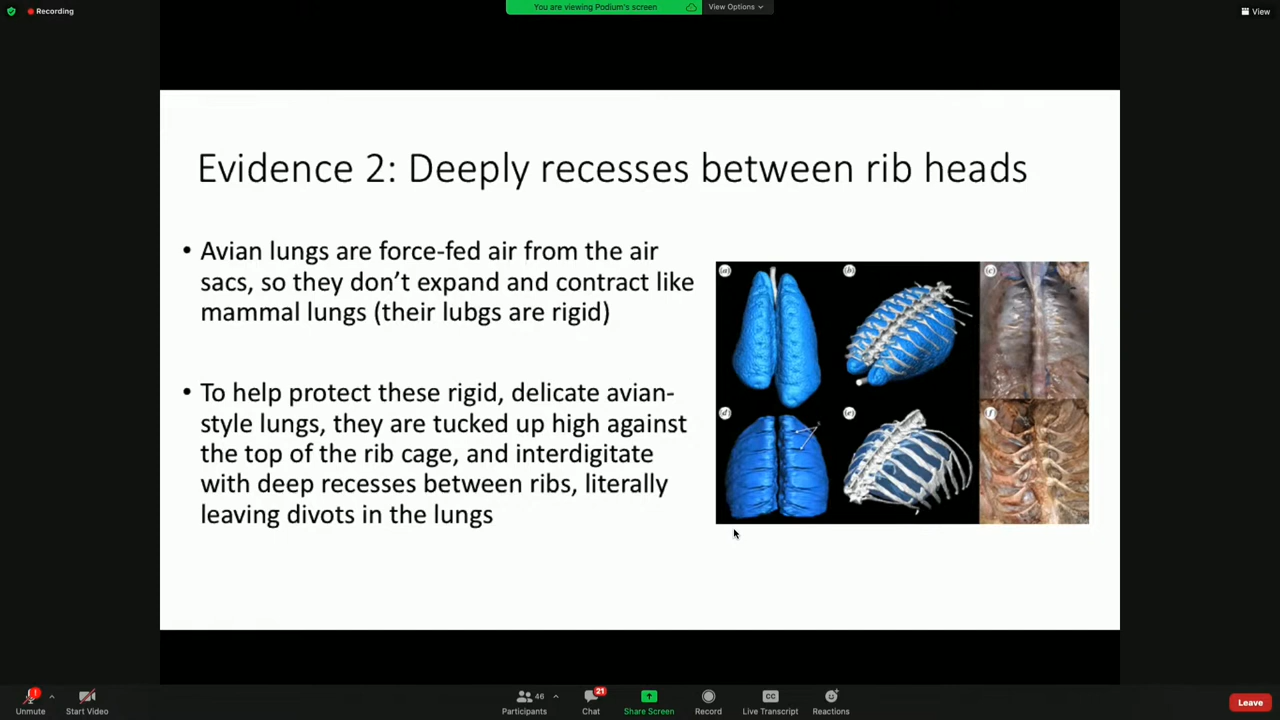 Recording
You are viewing Podium's screen
View Options
View
Evidence 2: Deeply recesses between rib heads
• Avian lungs are force-fed air from the air
sacs, so they don't expand and contract like
mammal lungs (their lubgs are rigid)
• To help protect these rigid, delicate avian-
style lungs, they are tucked up high against
the top of the rib cage, and interdigitate
with deep recesses between ribs, literally
leaving divots in the lungs
(a)
(b)
(c)
(d)
(e)
f
Unmute
Start Video
46
Participants
21
Chat
Share Screen
Record
CC
Live Transcript
Reactions
Leave